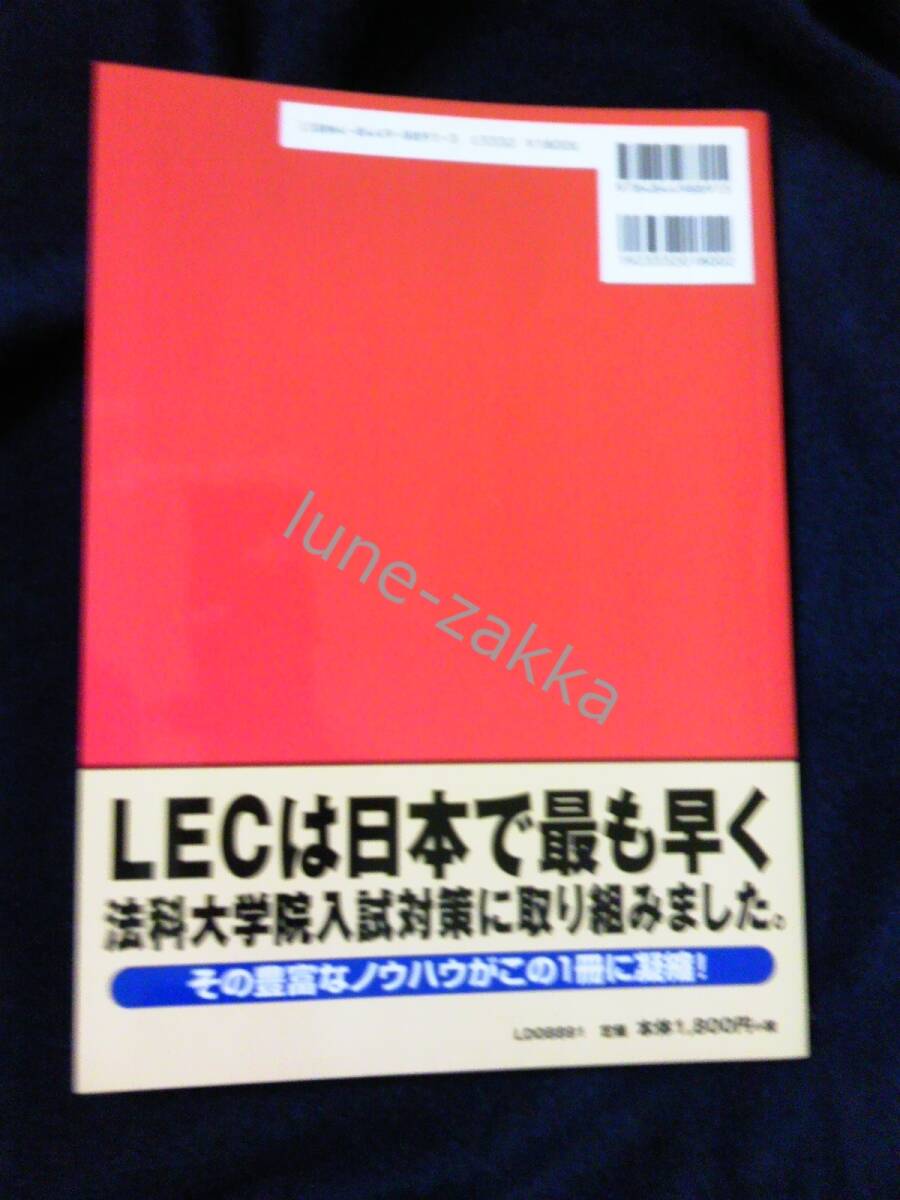 lune-zakka
LECは日本で最も早く
法科大学院入試対策に取り組みました。
その豊富なノウハウがこの1冊に凝縮!
定価 本体1,800円+税